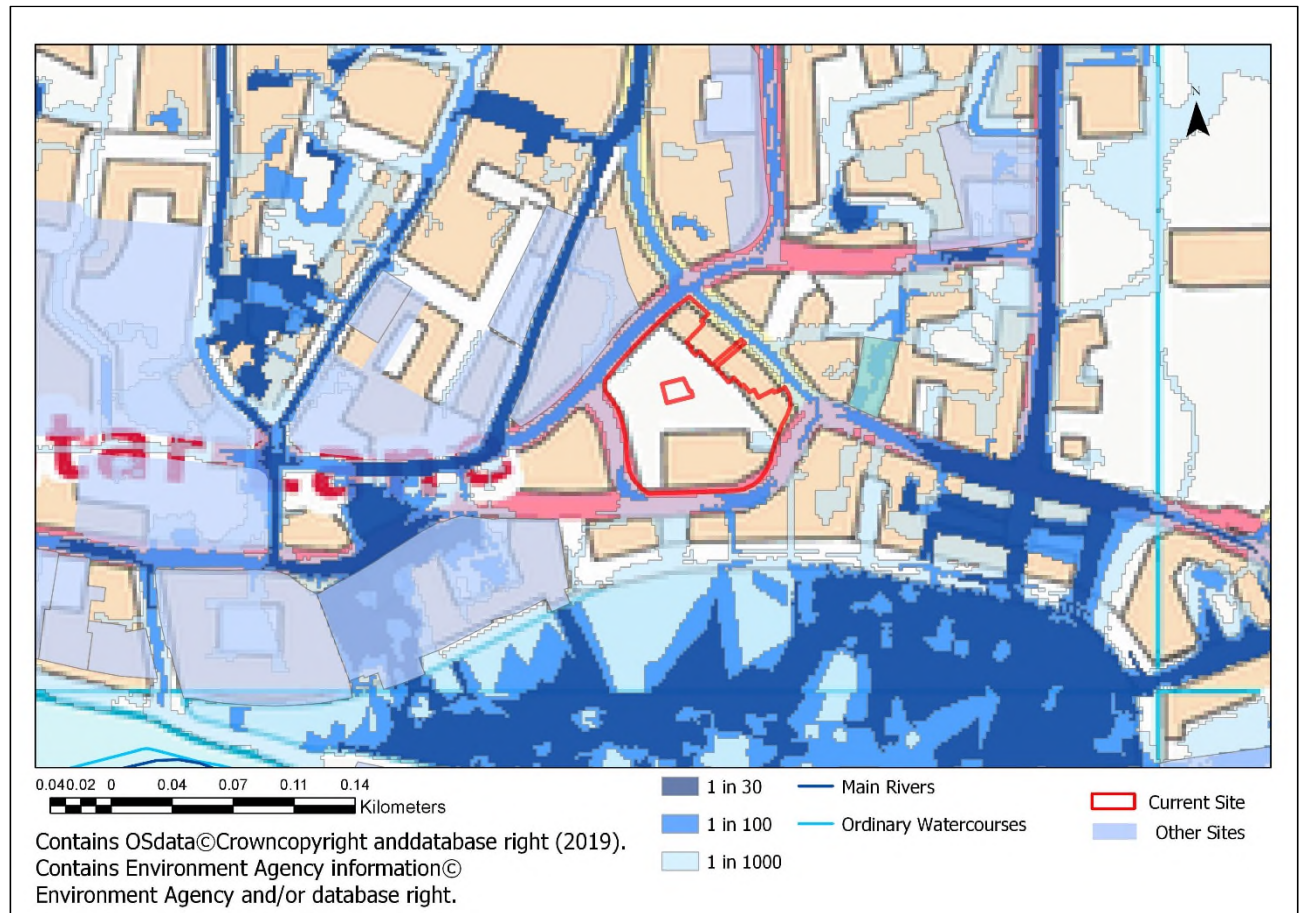 N
tar Lane
0.04 0.02 0 0.04 0.07 0.11 0.14
Kilometers
Contains OSdata©Crowncopyright anddatabase right (2019).
Contains Environment Agency information©
Environment Agency and/or database right.
1 in 30
1 in 100
1 in 1000
Main Rivers
Ordinary Watercourses
Current Site
Other Sites